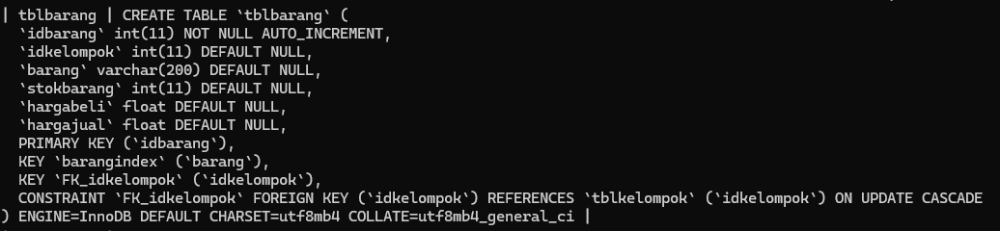 | tblbarang | CREATE TABLE `tblbarang` (
  `idbarang` int(11) NOT NULL AUTO_INCREMENT,
  `idkelompok` int(11) DEFAULT NULL,
  `barang` varchar(200) DEFAULT NULL,
  `stokbarang` int(11) DEFAULT NULL,
  `hargabeli` float DEFAULT NULL,
  `hargajual` float DEFAULT NULL,
  PRIMARY KEY (`idbarang`),
  KEY `barangindex` (`barang`),
  KEY `FK_idkelompok` (`idkelompok`),
  CONSTRAINT `FK_idkelompok` FOREIGN KEY (`idkelompok`) REFERENCES `tblkelompok` (`idkelompok`) ON UPDATE CASCADE
) ENGINE=InnoDB DEFAULT CHARSET=utf8mb4 COLLATE=utf8mb4_general_ci |